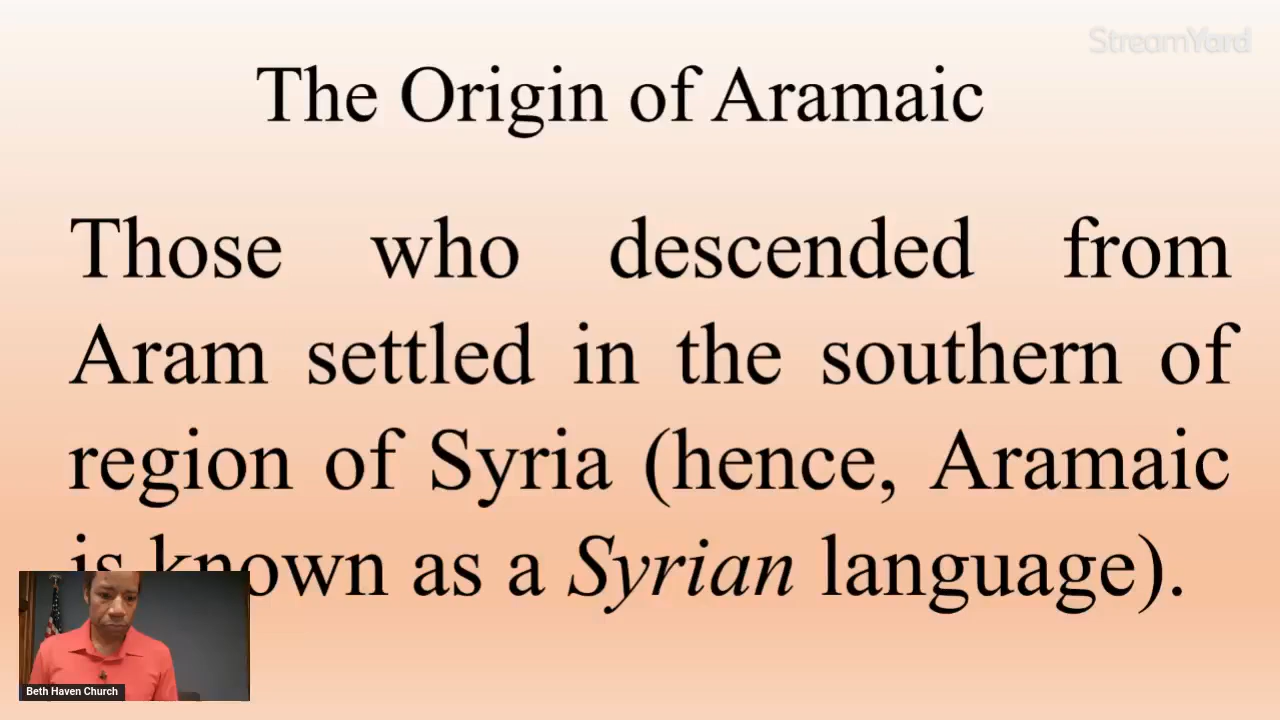 StreamYard
The Origin of Aramaic
Those who descended from
Aram settled in the southern of
region of Syria (hence, Aramaic
is known as a Syrian language).
Beth Haven Church